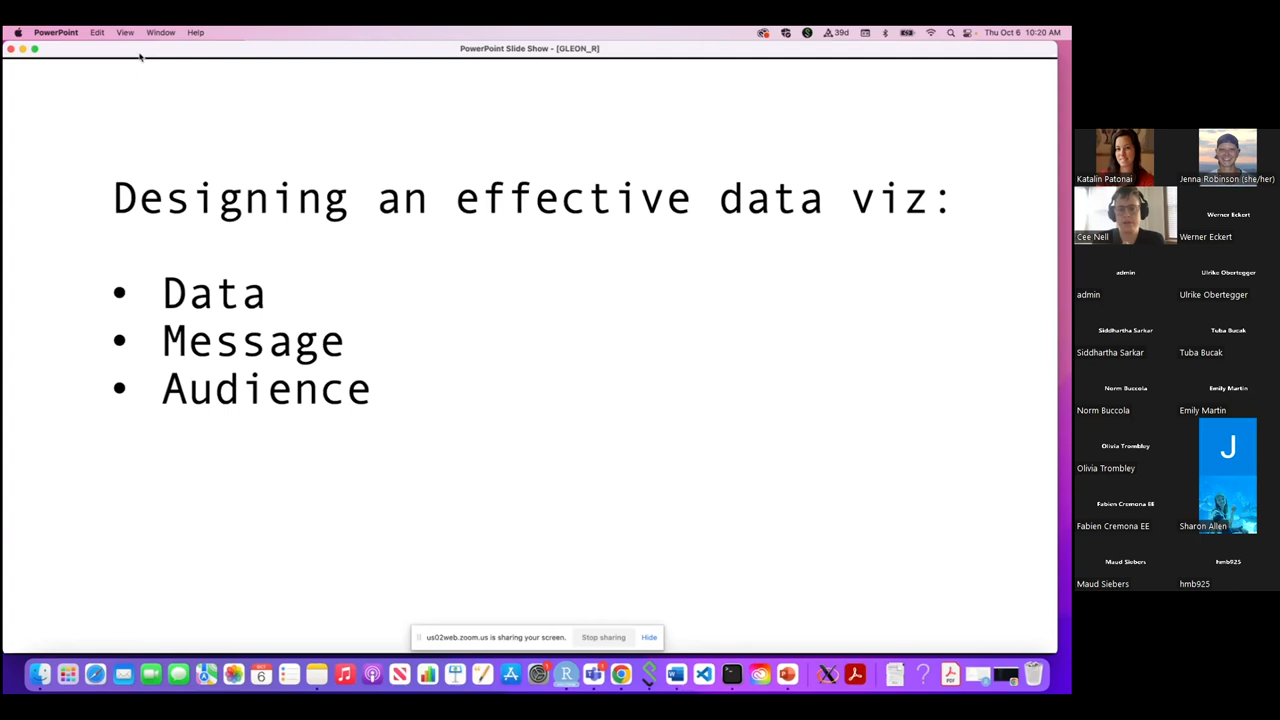 PowerPoint Edit View Window Help
39d
Thu Oct 6 10:20 AM
PowerPoint Slide Show - [GLEON_R]
Designing an effective data viz:
• Data
• Message
• Audience
us02web.zoom.us is sharing your screen. Stop sharing Hide
OCT
6
R
Katalin Patonai
Jenna Robinson (she/her)
Cee Nell
Werner Eckert
Werner Eckert
admin
admin
Ulrike Obertegger
Ulrike Obertegger
Siddhartha Sarkar
Siddhartha Sarkar
Tuba Bucak
Tuba Bucak
Norm Buccola
Norm Buccola
Emily Martin
Emily Martin
Olivia Trombley
Olivia Trombley
J
Fabien Cremona EE
Fabien Cremona EE
Sharon Allen
Maud Siebers
Maud Siebers
hmb925
hmb925